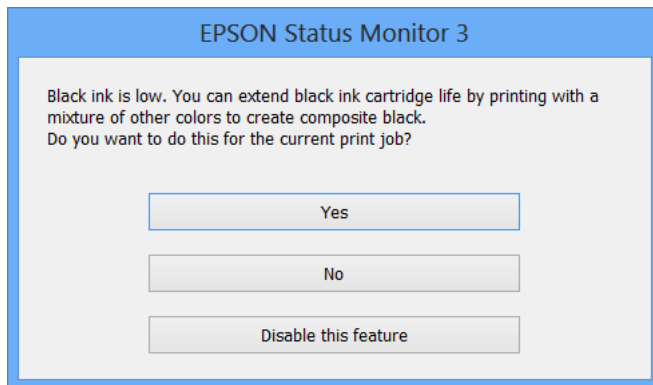 EPSON Status Monitor 3
Black ink is low. You can extend black ink cartridge life by printing with a
mixture of other colors to create composite black.
Do you want to do this for the current print job?
Yes
No
Disable this feature